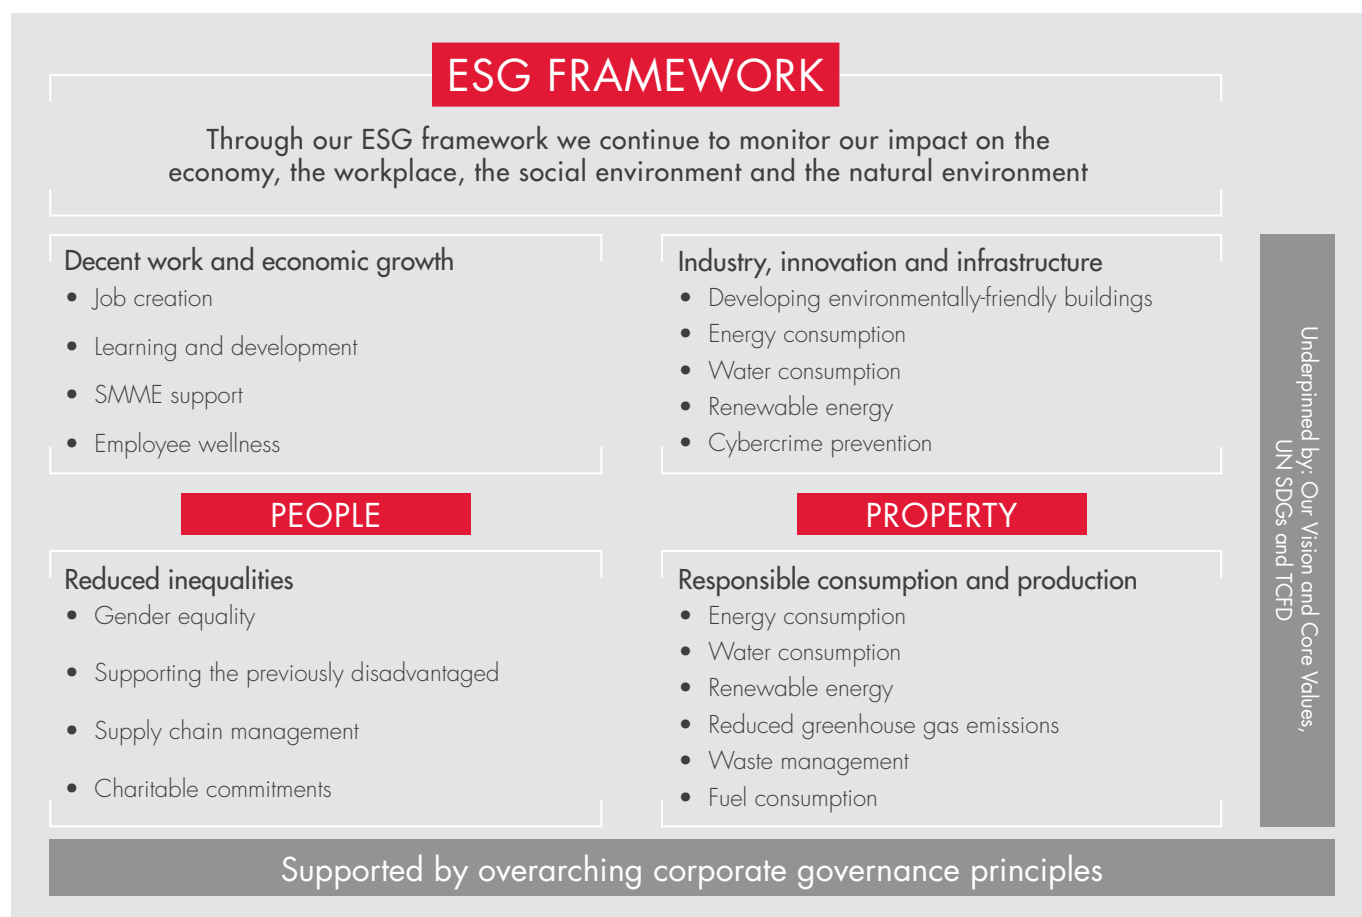 ESG FRAMEWORK
Through our ESG framework we continue to monitor our impact on the
economy, the workplace, the social environment and the natural environment
Decent work and economic growth
• Job creation
• Learning and development
• SMME support
• Employee wellness
Industry, innovation and infrastructure
• Developing environmentally-friendly buildings
• Energy consumption
• Water consumption
• Renewable energy
• Cybercrime prevention
PEOPLE
PROPERTY
Reduced inequalities
• Gender equality
• Supporting the previously disadvantaged
• Supply chain management
• Charitable commitments
Responsible consumption and production
• Energy consumption
• Water consumption
• Renewable energy
• Reduced greenhouse gas emissions
• Waste management
• Fuel consumption
Underpinned by: Our Vision and Core Values,
UN SDGs and TCFD
Supported by overarching corporate governance principles